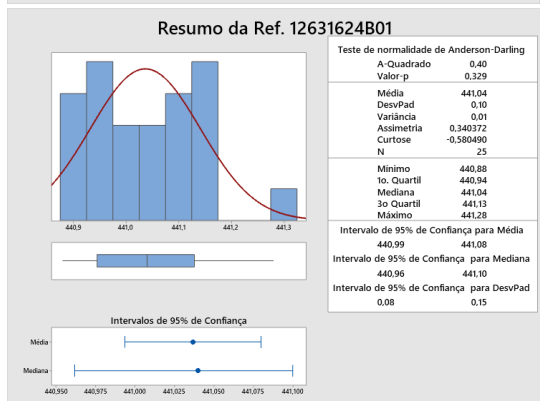 Resumo da Ref. 12631624B01
440,9 441,0 441,1 441,2 441,3
Intervalos de 95% de Confiança
Média
Mediana
440,950 440,975 441,000 441,025 441,050 441,075 441,100
Teste de normalidade de Anderson-Darling
A-Quadrado 0,40
Valor-p 0,329
Média 441,04
DesvPad 0,10
Variância 0,01
Assimetria 0,340372
Curtose -0,580490
N 25
Mínimo 440,88
1o. Quartil 440,94
Mediana 441,04
3o Quartil 441,13
Máximo 441,28
Intervalo de 95% de Confiança para Média
440,99 441,08
Intervalo de 95% de Confiança para Mediana
440,96 441,10
Intervalo de 95% de Confiança para DesvPad
0,08 0,15